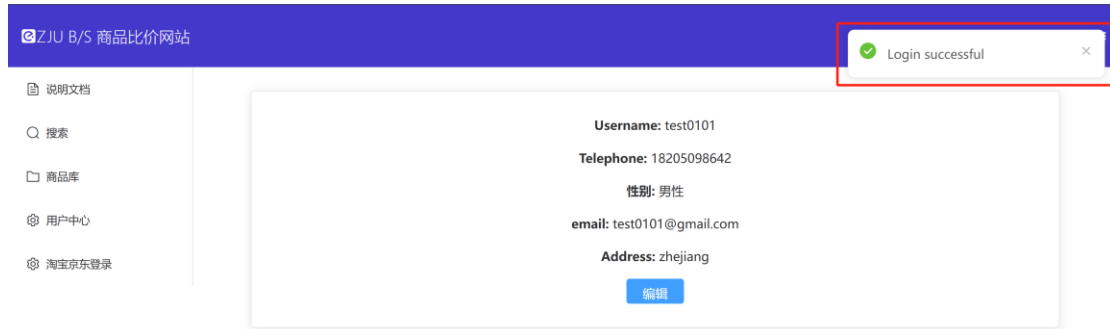 ZJU B/S 商品比价网站
Login successful
说明文档
搜索
商品库
用户中心
淘宝京东登录
Username: test0101
Telephone: 18205098642
性别: 男性
email: test0101@gmail.com
Address: zhejiang
编辑